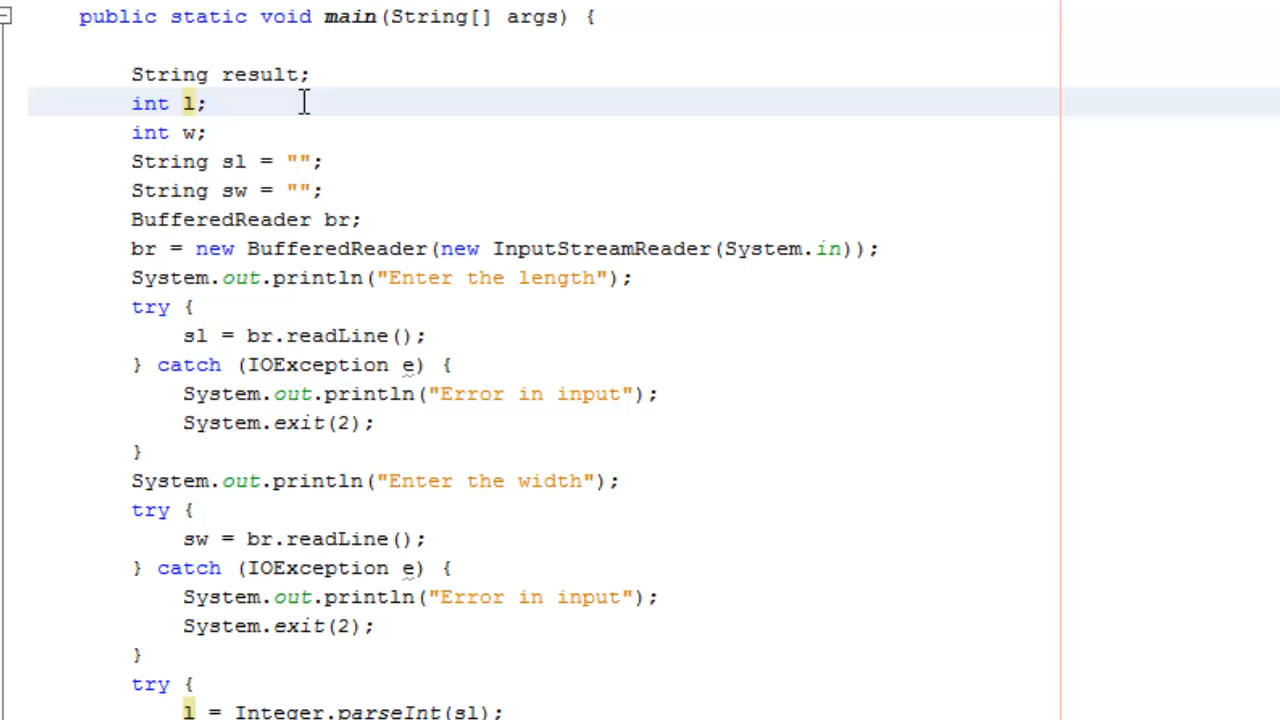 public static void main(String[] args) {
String result;
int l;
int w;
String sl = "";
String sw = "";
BufferedReader br;
br = new BufferedReader(new InputStreamReader(System.in));
System.out.println("Enter the length");
try {
sl = br.readLine();
} catch (IOException e) {
System.out.println("Error in input");
System.exit(2);
}
System.out.println("Enter the width");
try {
sw = br.readLine();
} catch (IOException e) {
System.out.println("Error in input");
System.exit(2);
}
try {
l = Integer.parseInt(sl);